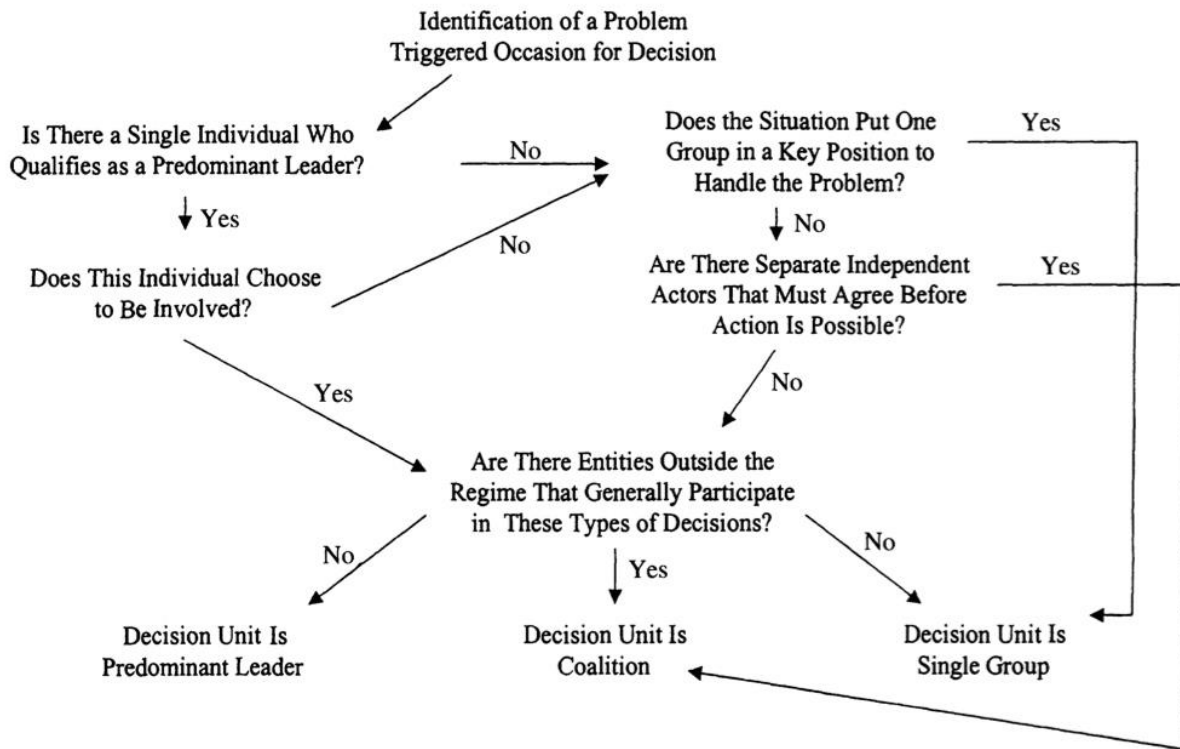 Identification of a Problem
Triggered Occasion for Decision
Is There a Single Individual Who
Qualifies as a Predominant Leader?
No
Does the Situation Put One
Group in a Key Position to
Handle the Problem?
Yes
Yes
No
No
Does This Individual Choose
to Be Involved?
Are There Separate Independent
Actors That Must Agree Before
Action Is Possible?
Yes
Yes
No
Are There Entities Outside the
Regime That Generally Participate
in These Types of Decisions?
No
Yes
No
Decision Unit Is
Predominant Leader
Decision Unit Is
Coalition
Decision Unit Is
Single Group